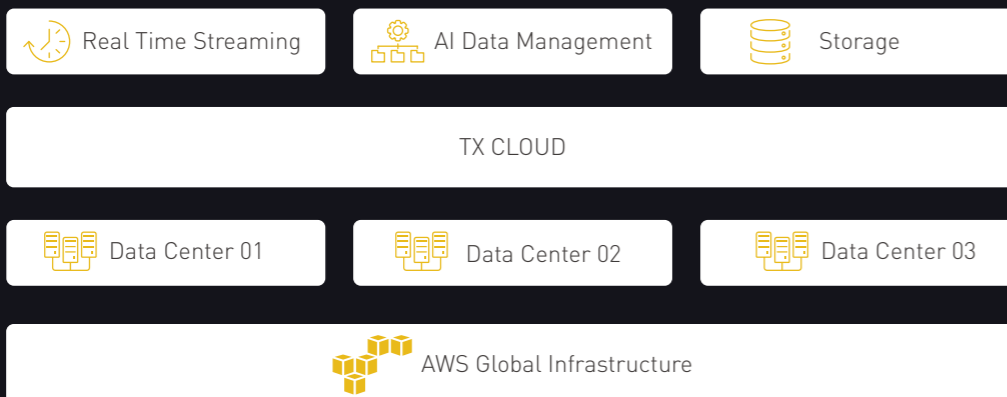 Real Time Streaming
AI Data Management
Storage
TX CLOUD
Data Center 01
Data Center 02
Data Center 03
AWS Global Infrastructure